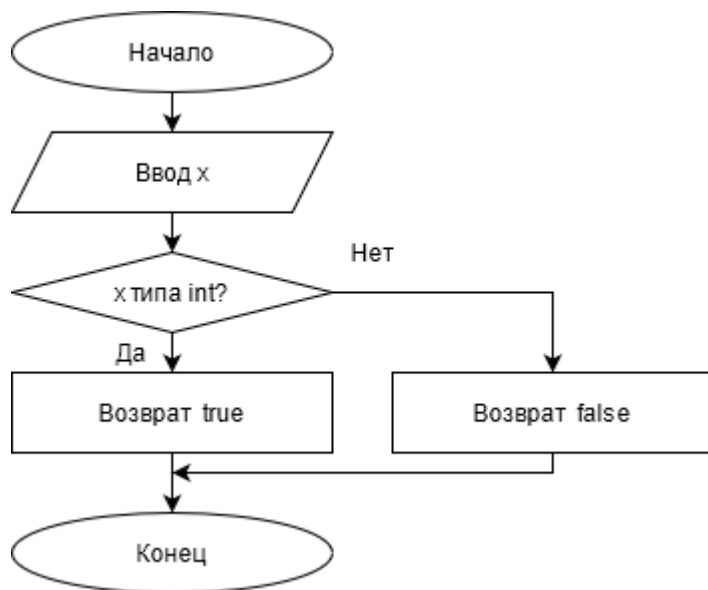 Начало
Ввод x
x типа int?
Нет
Да
Возврат true
Возврат false
Конец